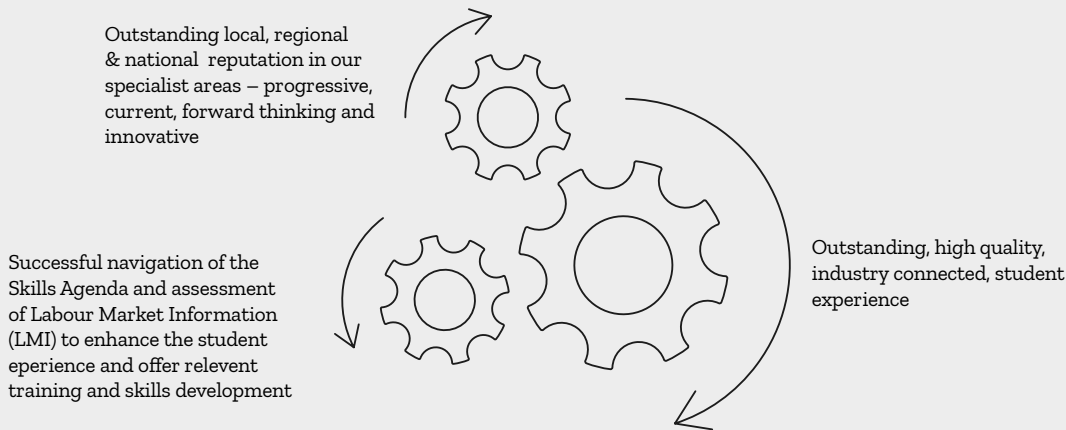 Outstanding local, regional
& national  reputation in our
specialist areas – progressive,
current, forward thinking and
innovative
Successful navigation of the
Skills Agenda and assessment
of Labour Market Information
(LMI) to enhance the student
eperience and offer relevent
training and skills development
Outstanding, high quality,
industry connected, student
experience